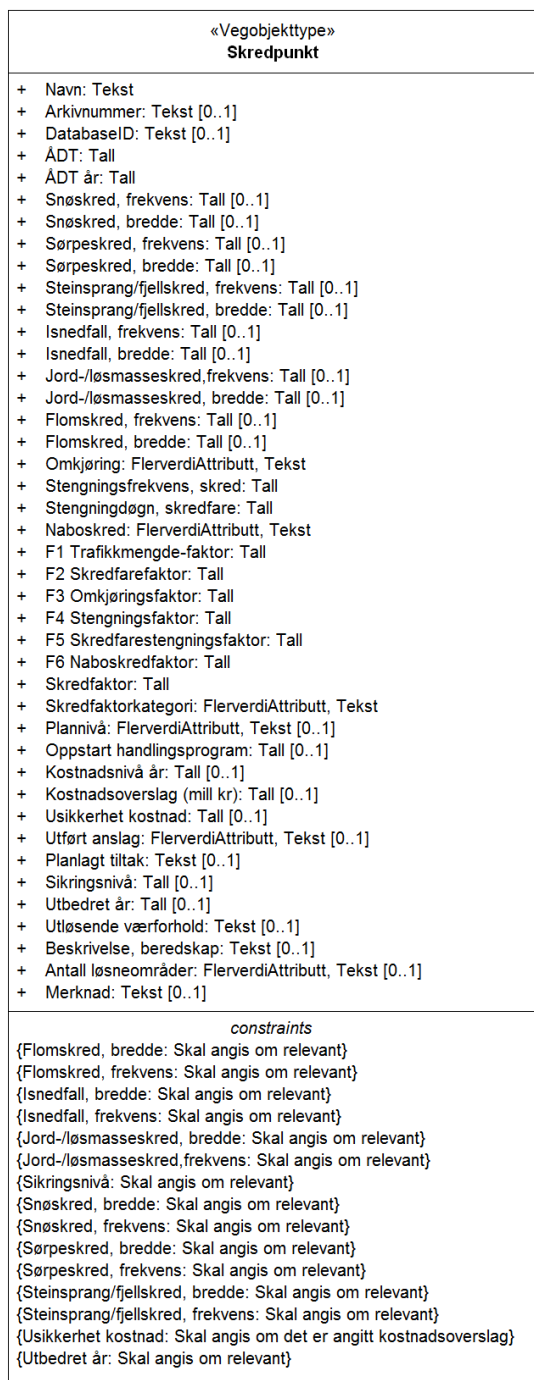 «Vegobjekttype»
Skredpunkt
+ Navn: Tekst
+ Arkivnummer: Tekst [0..1]
+ DatabaseID: Tekst [0..1]
+ ÅDT: Tall
+ ÅDT år: Tall
+ Snøskred, frekvens: Tall [0..1]
+ Snøskred, bredde: Tall [0..1]
+ Sørpeskred, frekvens: Tall [0..1]
+ Sørpeskred, bredde: Tall [0..1]
+ Steinsprang/fjellskred, frekvens: Tall [0..1]
+ Steinsprang/fjellskred, bredde: Tall [0..1]
+ Isnedfall, frekvens: Tall [0..1]
+ Isnedfall, bredde: Tall [0..1]
+ Jord-/løsmasseskred,frekvens: Tall [0..1]
+ Jord-/løsmasseskred, bredde: Tall [0..1]
+ Flomskred, frekvens: Tall [0..1]
+ Flomskred, bredde: Tall [0..1]
+ Omkjøring: FlerverdiAttributt, Tekst
+ Stengningsfrekvens, skred: Tall
+ Stengningdøgn, skredfare: Tall
+ Naboskred: FlerverdiAttributt, Tekst
+ F1 Trafikkmengde-faktor: Tall
+ F2 Skredfarefaktor: Tall
+ F3 Omkjøringsfaktor: Tall
+ F4 Stengningsfaktor: Tall
+ F5 Skredfarestengningsfaktor: Tall
+ F6 Naboskredfaktor: Tall
+ Skredfaktor: Tall
+ Skredfaktorkategori: FlerverdiAttributt, Tekst
+ Plannivå: FlerverdiAttributt, Tekst [0..1]
+ Oppstart handlingsprogram: Tall [0..1]
+ Kostnadsnivå år: Tall [0..1]
+ Kostnadsoverslag (mill kr): Tall [0..1]
+ Usikkerhet kostnad: Tall [0..1]
+ Utført anslag: FlerverdiAttributt, Tekst [0..1]
+ Planlagt tiltak: Tekst [0..1]
+ Sikringsnivå: Tall [0..1]
+ Utbedret år: Tall [0..1]
+ Utløsende værforhold: Tekst [0..1]
+ Beskrivelse, beredskap: Tekst [0..1]
+ Antall løsneområder: FlerverdiAttributt, Tekst [0..1]
+ Merknad: Tekst [0..1]
constraints
{Flomskred, bredde: Skal angis om relevant}
{Flomskred, frekvens: Skal angis om relevant}
{Isnedfall, bredde: Skal angis om relevant}
{Isnedfall, frekvens: Skal angis om relevant}
{Jord-/løsmasseskred, bredde: Skal angis om relevant}
{Jord-/løsmasseskred,frekvens: Skal angis om relevant}
{Sikringsnivå: Skal angis om relevant}
{Snøskred, bredde: Skal angis om relevant}
{Snøskred, frekvens: Skal angis om relevant}
{Sørpeskred, bredde: Skal angis om relevant}
{Sørpeskred, frekvens: Skal angis om relevant}
{Steinsprang/fjellskred, bredde: Skal angis om relevant}
{Steinsprang/fjellskred, frekvens: Skal angis om relevant}
{Usikkerhet kostnad: Skal angis om det er angitt kostnadsoverslag}
{Utbedret år: Skal angis om relevant}